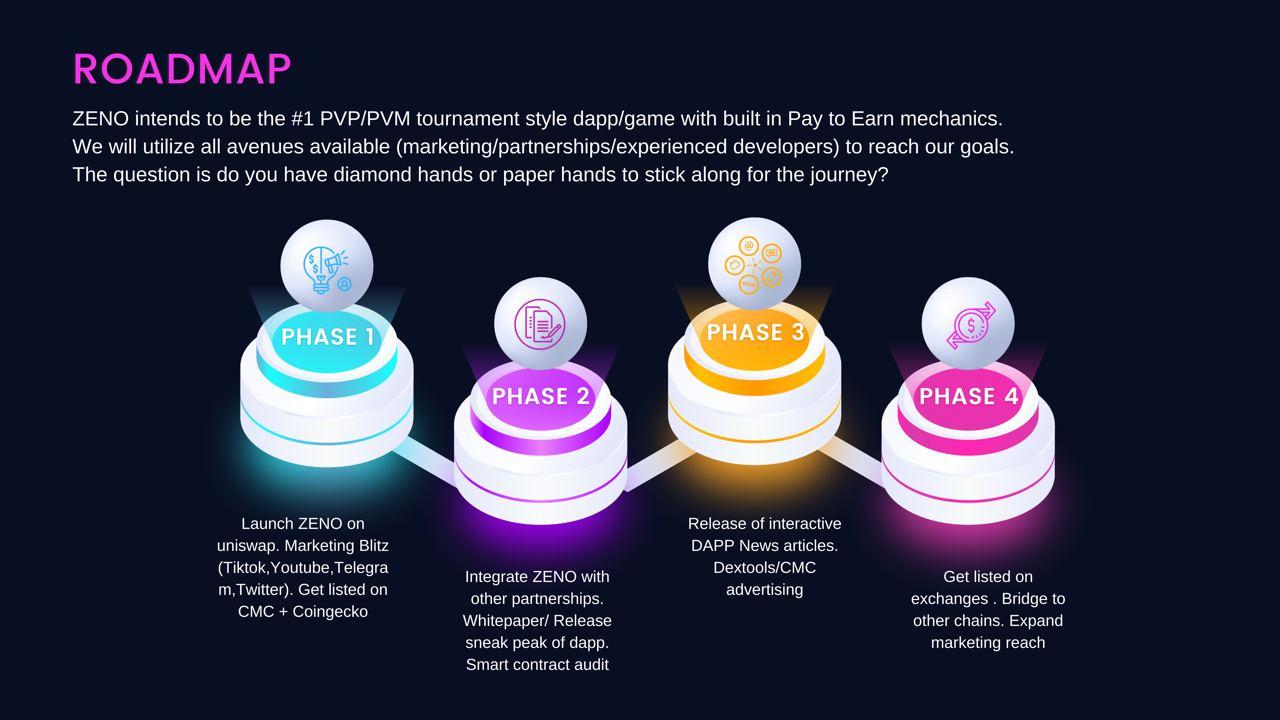 ROADMAP
ZENO intends to be the #1 PVP/PVM tournament style dapp/game with built in Pay to Earn mechanics.
We will utilize all avenues available (marketing/partnerships/experienced developers) to reach our goals.
The question is do you have diamond hands or paper hands to stick along for the journey?
PHASE 1
Launch ZENO on
uniswap. Marketing Blitz
(Tiktok,Youtube,Telegra
m,Twitter). Get listed on
CMC + Coingecko
PHASE 2
Integrate ZENO with
other partnerships.
Whitepaper/ Release
sneak peak of dapp.
Smart contract audit
PHASE 3
Release of interactive
DAPP News articles.
Dextools/CMC
advertising
PHASE 4
Get listed on
exchanges . Bridge to
other chains. Expand
marketing reach